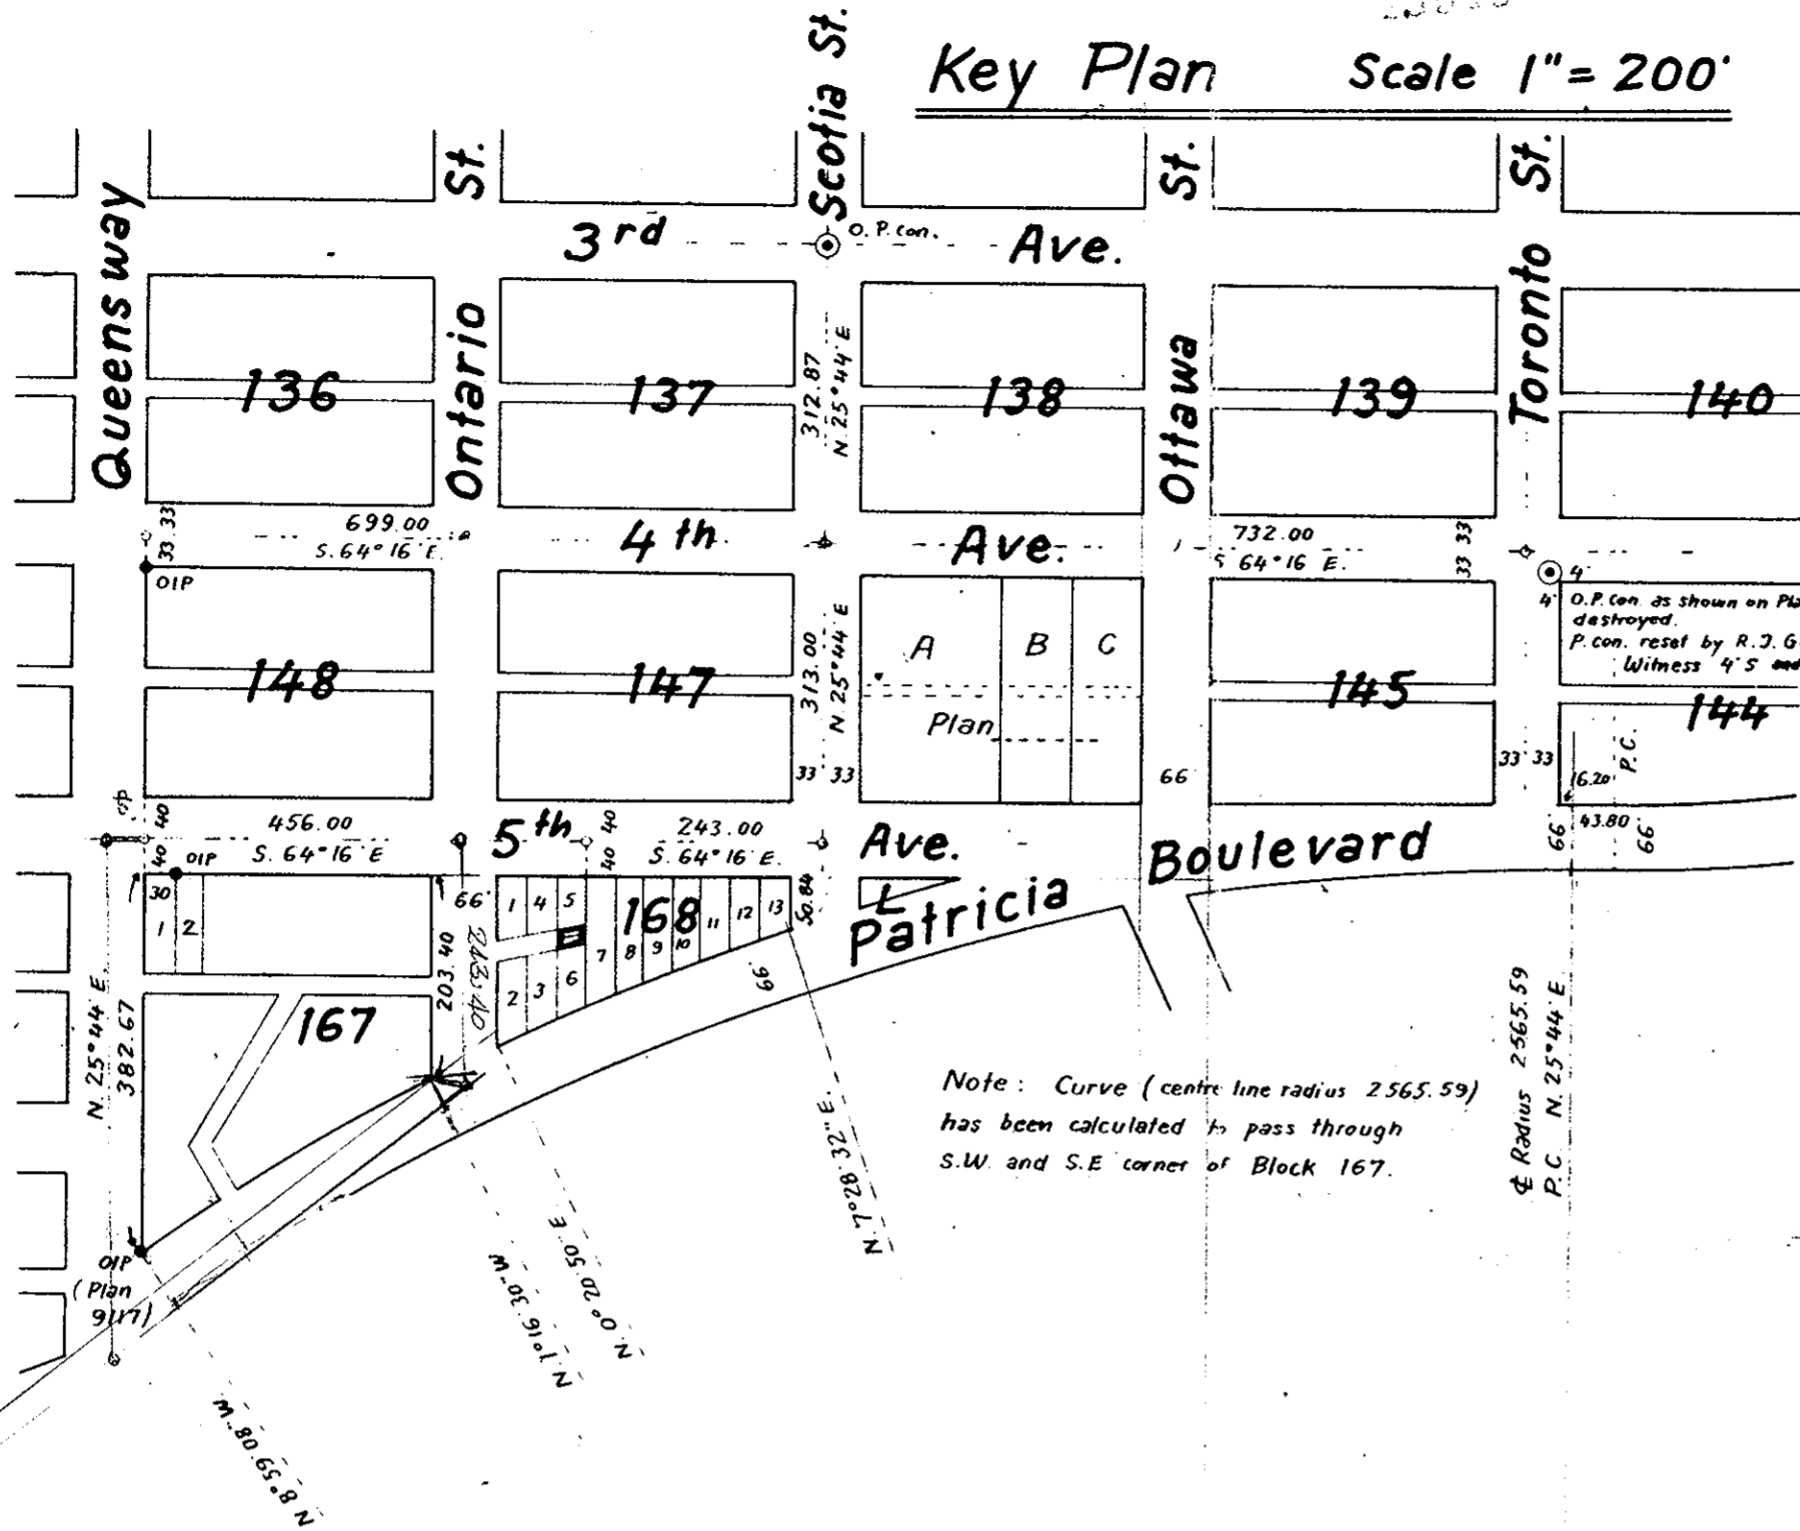 Key Plan Scale 1" = 200'
Queensway
Ontario St.
Scotia St.
Ottawa St.
Toronto St.
3rd Ave.
O.P. con.
136
137
138
139
140
312.87
N. 25° 44' E
33 33
699.00
S. 64° 16' E.
4th Ave.
732.00
S 64° 16 E.
33 33
OIP
4'
4'
O.P. con. as shown on Pla
destroyed.
P. con. reset by R. J. G
Witness 4' S and
148
147
A
B
C
Plan
145
144
313.00
N. 25° 44' E
33 33
66
33 33
16.20
P.C.
43.80
66
66
OIP
40
40
456.00
S. 64° 16' E
OIP
5th Ave.
40
40
243.00
S. 64° 16' E.
Patricia Boulevard
L
30
1
2
66'
203.40
243.40
1
4
5
2
3
6
7
8
9
10
11
12
13
168
50.84
66
167
N. 25° 44' E.
382.67
OIP
(Plan
9117)
Note: Curve (centre line radius 2565.59)
has been calculated to pass through
S.W. and S.E. corner of Block 167.
℄ Radius 2565.59
P.C. N. 25° 44' E.
N. 7° 28' 32" E.
N. 0° 20' 50" E
N. 1° 16' 30" W
N 8° 59' 08" W